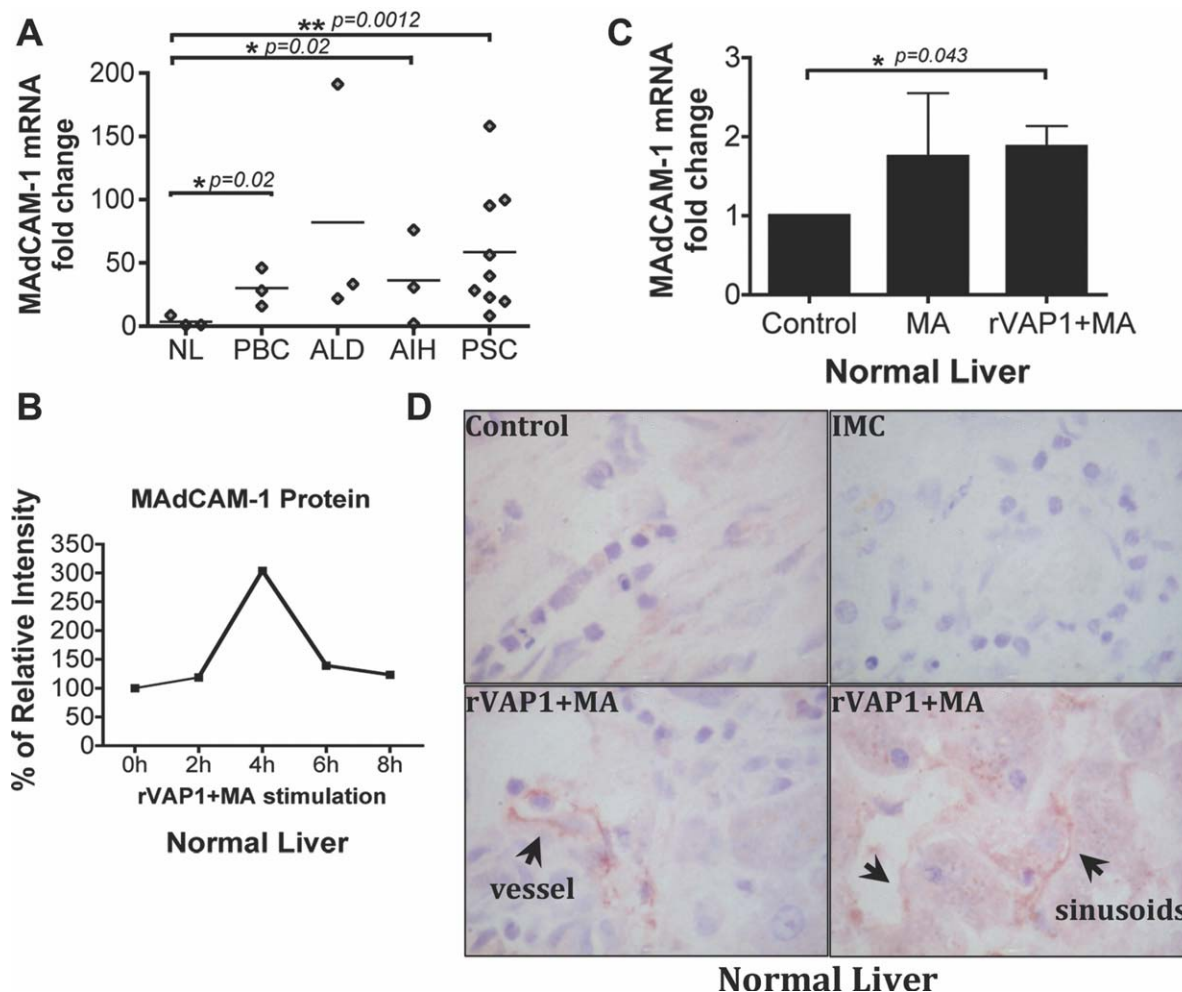 A
** p=0.0012
* p=0.02
MAdCAM-1 mRNA
fold change
200
150
100
50
0
* p=0.02
NL PBC ALD AIH PSC
C
MAdCAM-1 mRNA
fold change
3
2
1
0
* p=0.043
Control MA rVAP1+MA
Normal Liver
B
MAdCAM-1 Protein
% of Relative Intensity
350
300
250
200
150
100
50
0
0h 2h 4h 6h 8h
rVAP1+MA stimulation
Normal Liver
D
Control
IMC
rVAP1+MA
vessel
rVAP1+MA
sinusoids
Normal Liver